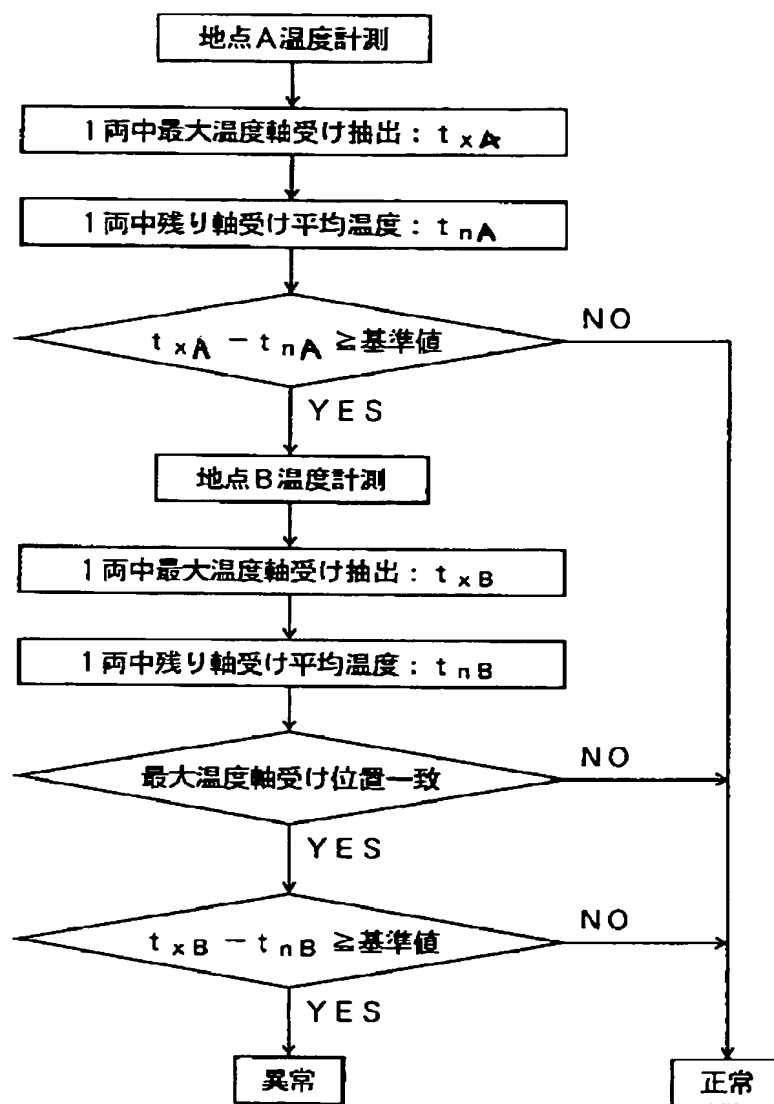 地点A温度計測
1両中最大温度軸受け抽出：txA
1両中残り軸受け平均温度：tnA
txA－tnA≧基準値
NO
YES
地点B温度計測
1両中最大温度軸受け抽出：txB
1両中残り軸受け平均温度：tnB
最大温度軸受け位置一致
NO
YES
txB－tnB≧基準値
NO
YES
異常
正常